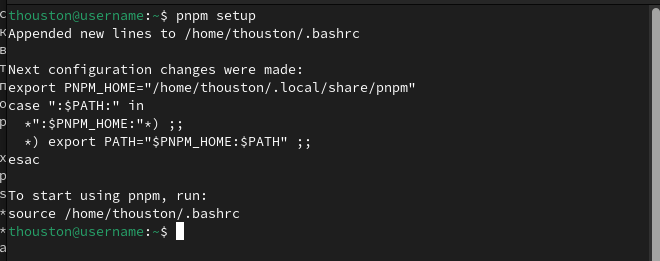 thouston@username:~$ pnpm setup
Appended new lines to /home/thouston/.bashrc

Next configuration changes were made:
export PNPM_HOME="/home/thouston/.local/share/pnpm"
case ":$PATH:" in
  *":$PNPM_HOME:"*) ;;
  *) export PATH="$PNPM_HOME:$PATH" ;;
esac

To start using pnpm, run:
source /home/thouston/.bashrc
thouston@username:~$